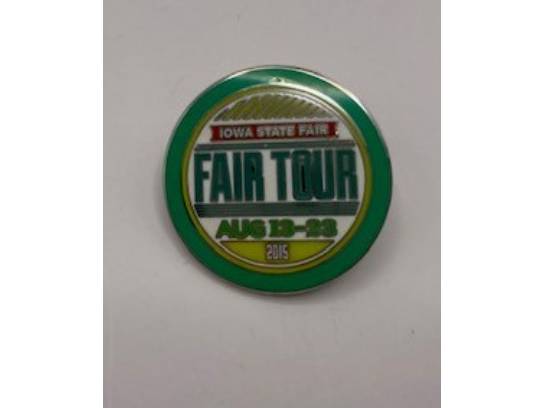 IOWA STATE FAIR
FAIR TOUR
AUG 13-23
2015